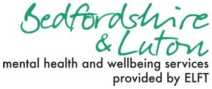 Bedfordshire
& Luton
mental health and wellbeing services
provided by ELFT